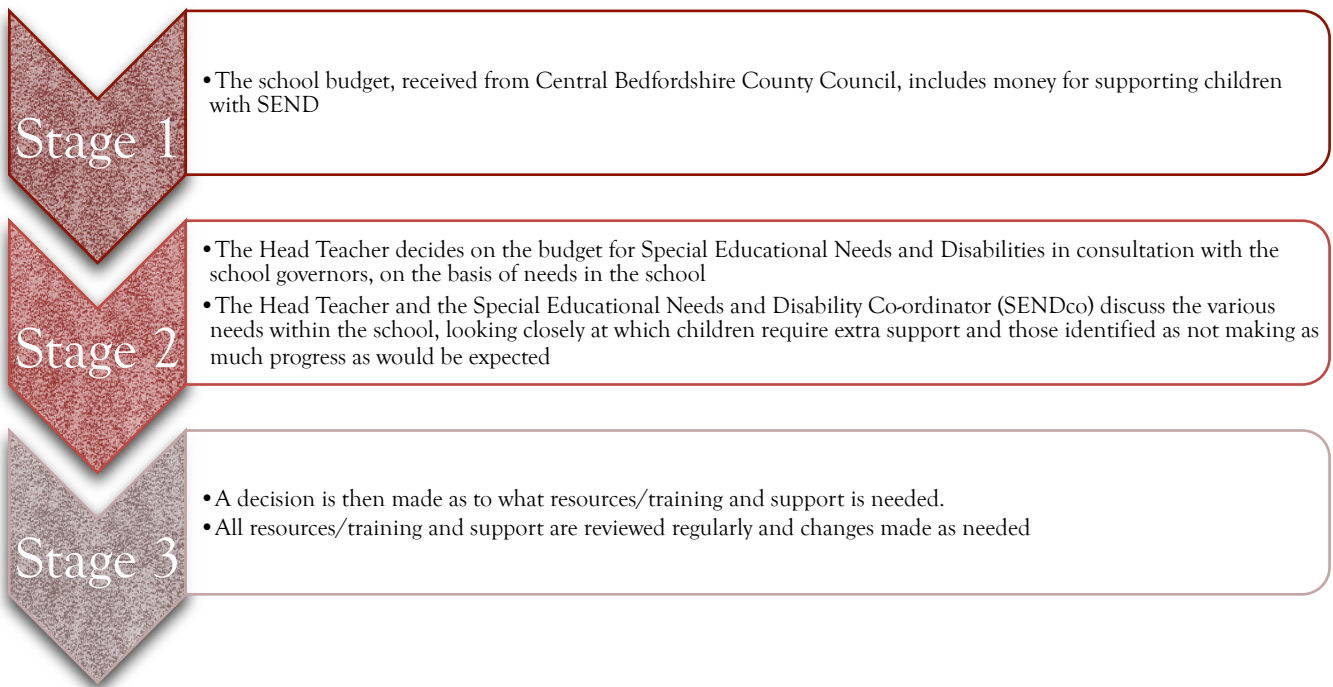 Stage 1
•The school budget, received from Central Bedfordshire County Council, includes money for supporting children
with SEND
Stage 2
•The Head Teacher decides on the budget for Special Educational Needs and Disabilities in consultation with the
school governors, on the basis of needs in the school
•The Head Teacher and the Special Educational Needs and Disability Co-ordinator (SENDco) discuss the various
needs within the school, looking closely at which children require extra support and those identified as not making as
much progress as would be expected
Stage 3
•A decision is then made as to what resources/training and support is needed.
•All resources/training and support are reviewed regularly and changes made as needed